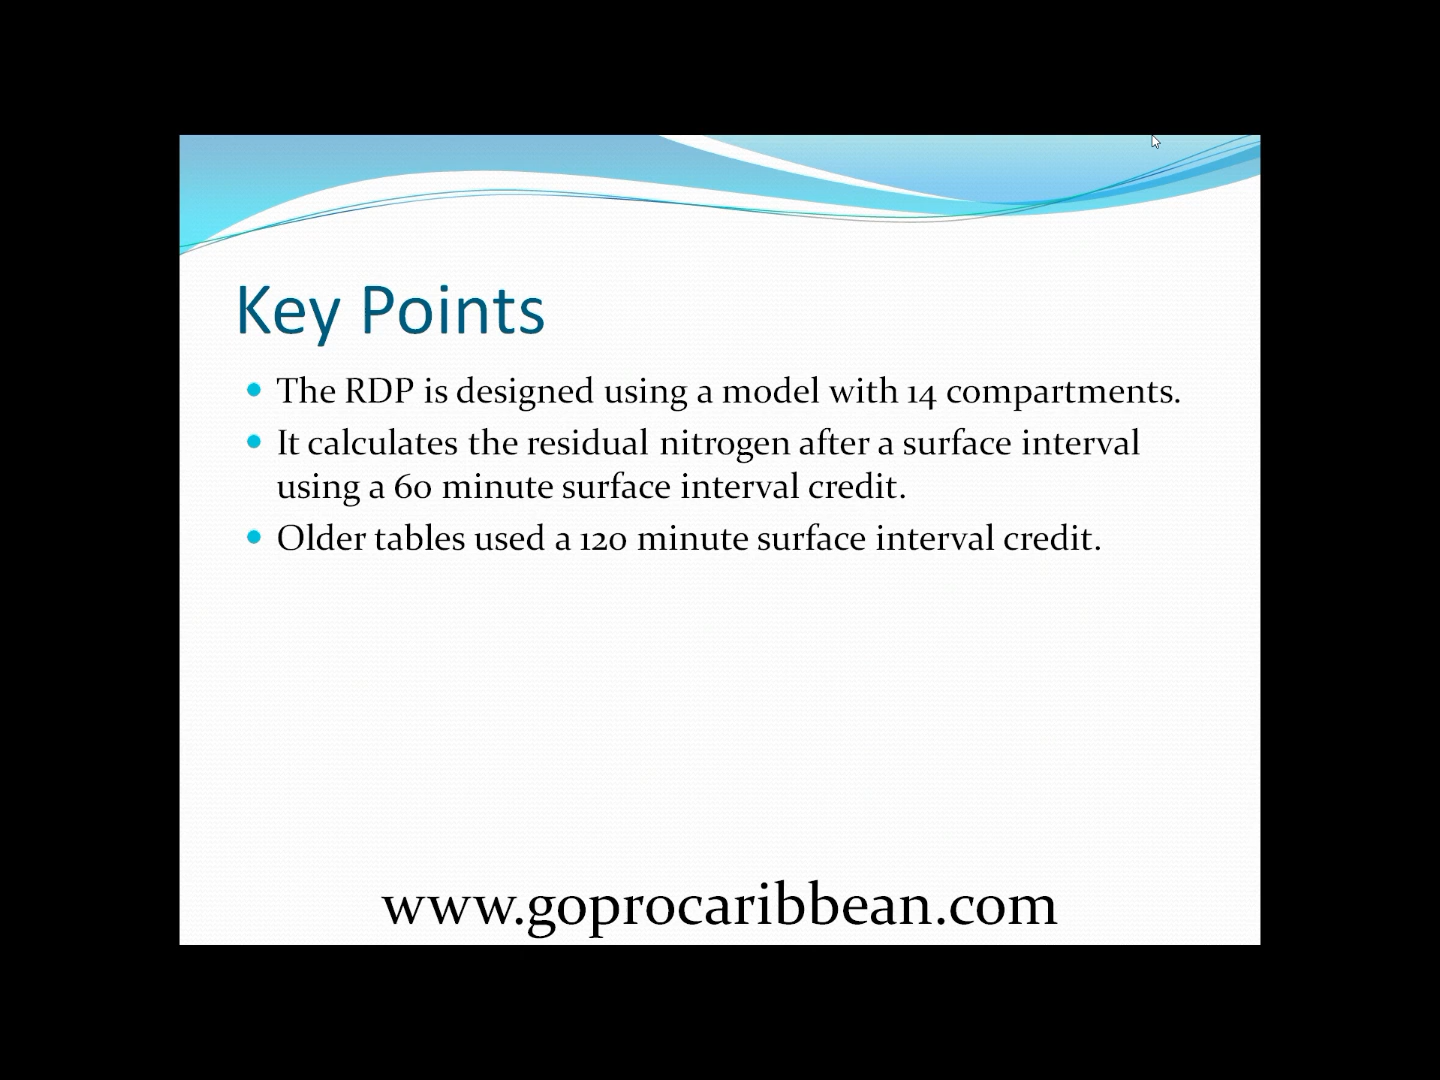 Key Points
The RDP is designed using a model with 14 compartments.
It calculates the residual nitrogen after a surface interval
using a 60 minute surface interval credit.
Older tables used a 120 minute surface interval credit.
www.goprocaribbean.com